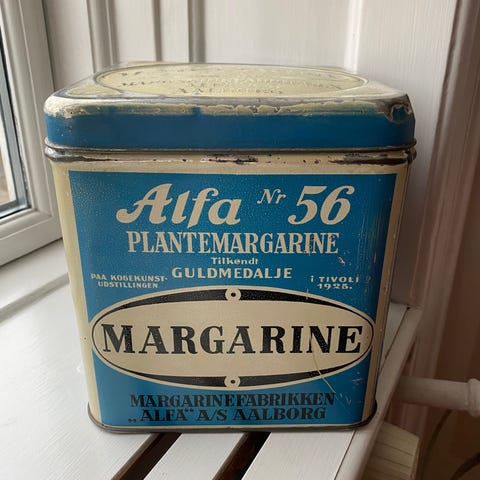 Alfa Nr 56
PLANTEMARGARINE
Tilkendt
GULDMEDALJE
PAA KOGEKUNST-
UDSTILLINGEN
i TIVOLI
1925.
MARGARINE
MARGARINEFABRIKKEN
„ALFA" A/S AALBORG